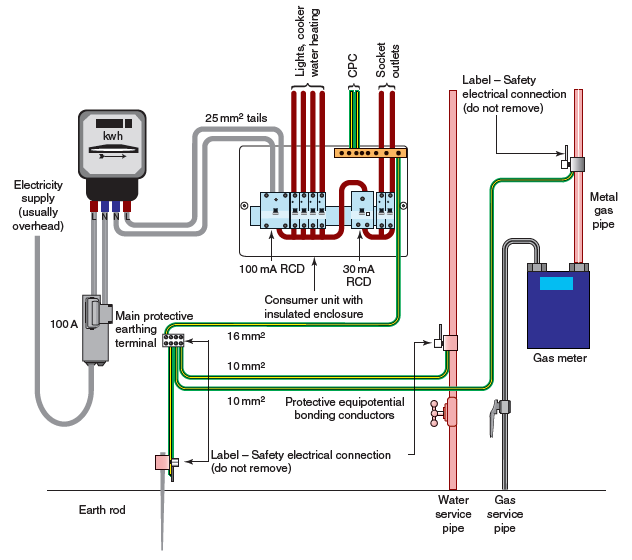 Lights, cooker
water heating
CPC
Socket
outlets
Label – Safety
electrical connection
(do not remove)
25 mm² tails
kwh
Electricity
supply
(usually
overhead)
L N N L
Metal
gas
pipe
100 mA RCD
30 mA
RCD
Consumer unit with
insulated enclosure
100 A
Main protective
earthing
terminal
16 mm²
Gas meter
10 mm²
10 mm²
Protective equipotential
bonding conductors
Label – Safety electrical connection
(do not remove)
Earth rod
Water
service
pipe
Gas
service
pipe